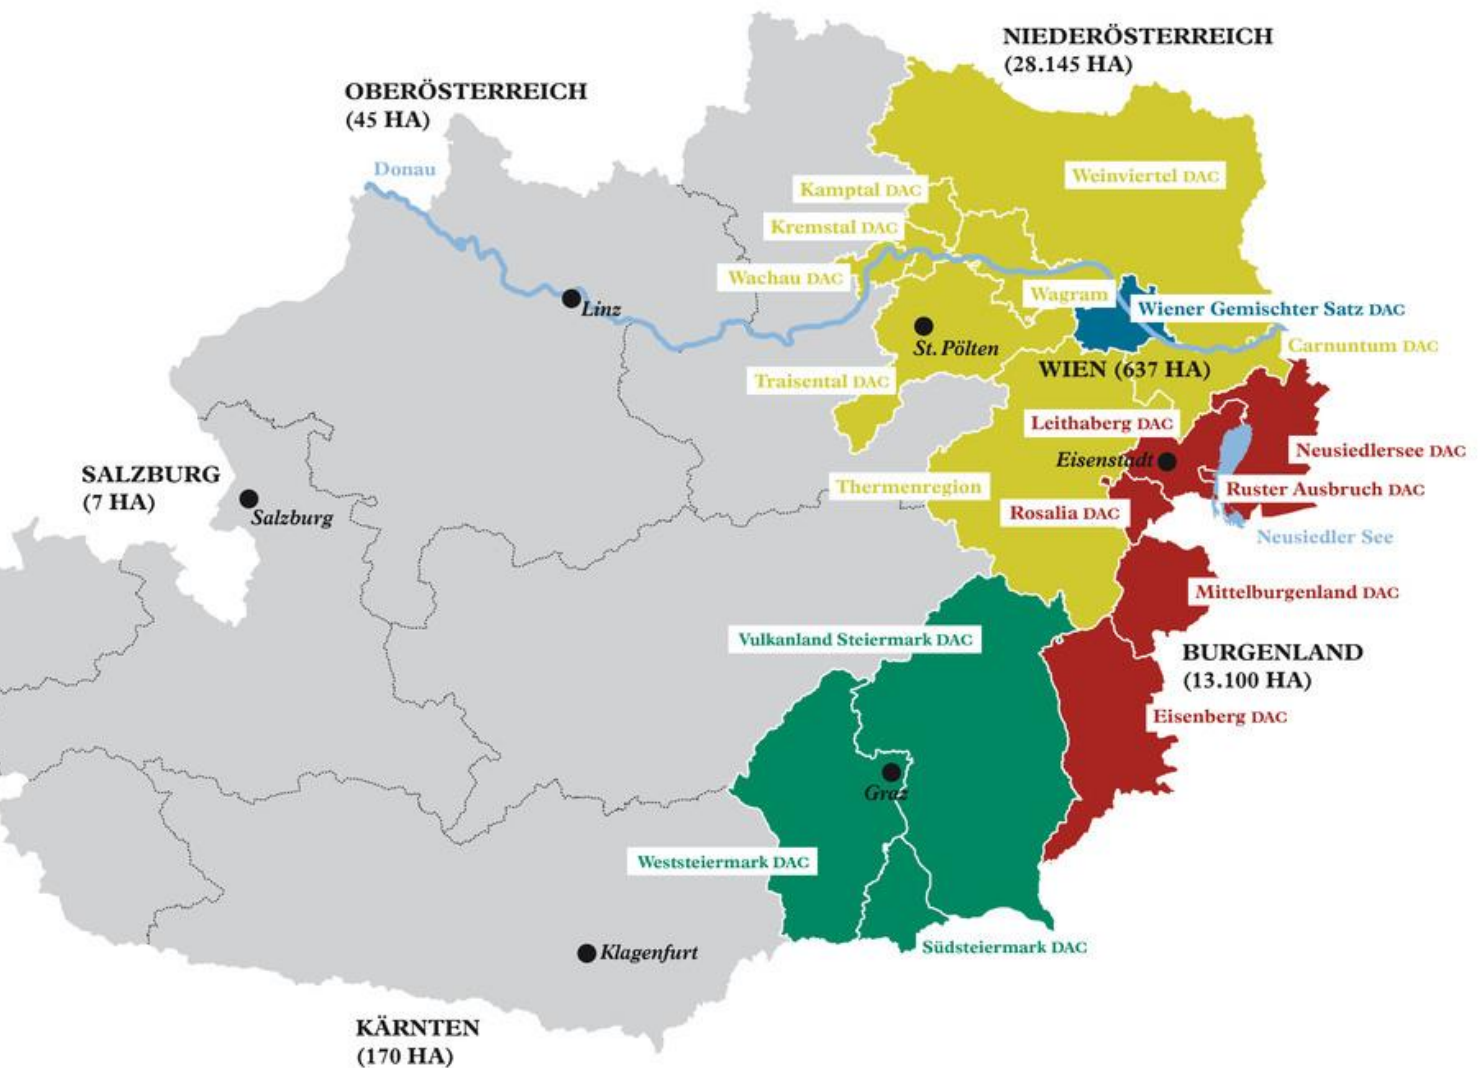 NIEDERÖSTERREICH
(28.145 HA)
OBERÖSTERREICH
(45 HA)
Donau
Weinviertel DAC
Kamptal DAC
Kremstal DAC
Wachau DAC
Wagram
Linz
Wiener Gemischter Satz DAC
St. Pölten
Carnuntum DAC
WIEN (637 HA)
Traisental DAC
Leithaberg DAC
Neusiedlersee DAC
Eisenstadt
SALZBURG
(7 HA)
Thermenregion
Ruster Ausbruch DAC
Salzburg
Rosalia DAC
Neusiedler See
Mittelburgenland DAC
Vulkanland Steiermark DAC
BURGENLAND
(13.100 HA)
Eisenberg DAC
Graz
Weststeiermark DAC
Südsteiermark DAC
Klagenfurt
KÄRNTEN
(170 HA)